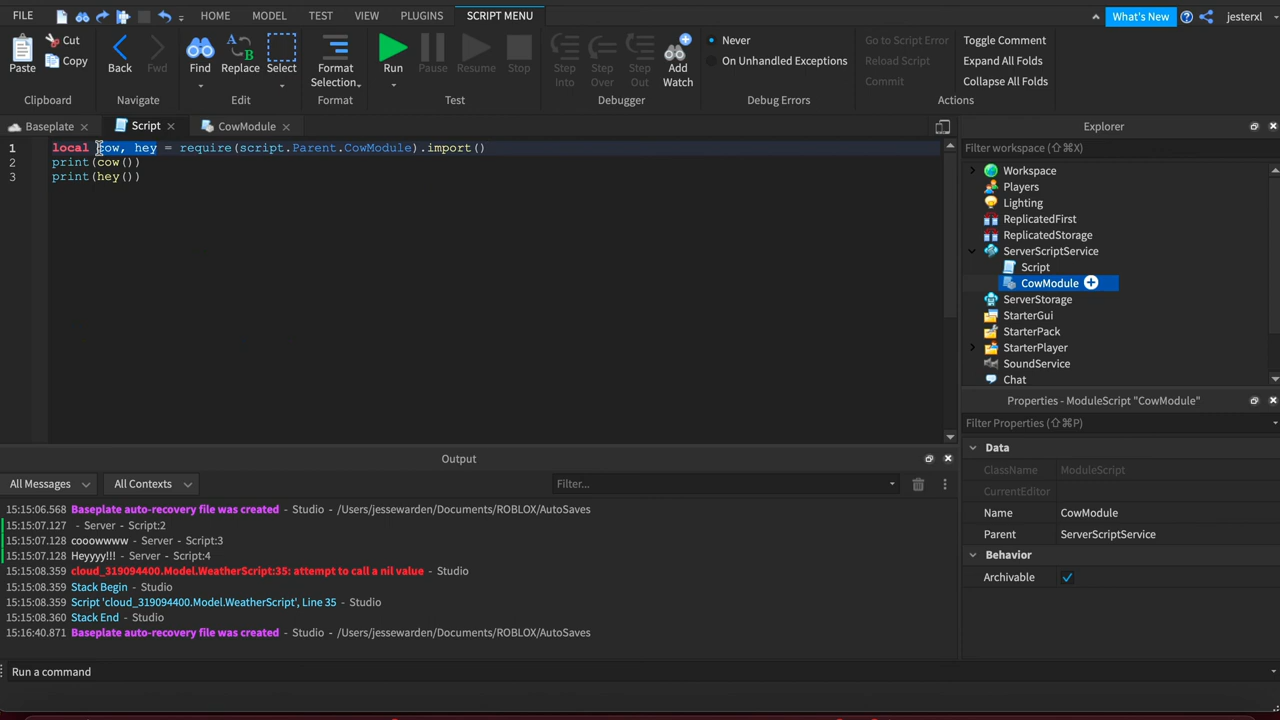 FILE HOME MODEL TEST VIEW PLUGINS SCRIPT MENU What's New jesterxl
Cut Never Go to Script Error Toggle Comment
Copy On Unhandled Exceptions Reload Script Expand All Folds
Paste Back Fwd Find Replace Select Format Selection Run Pause Resume Stop Step Into Step Over Step Out Add Watch Commit Collapse All Folds
Clipboard Navigate Edit Format Test Debugger Debug Errors Actions
Baseplate Script CowModule
1 local cow, hey = require(script.Parent.CowModule).import()
2 print(cow())
3 print(hey())
Explorer
Filter workspace (⇧⌘X)
Workspace
Players
Lighting
ReplicatedFirst
ReplicatedStorage
ServerScriptService
Script
CowModule
ServerStorage
StarterGui
StarterPack
StarterPlayer
SoundService
Chat
Properties - ModuleScript "CowModule"
Filter Properties (⇧⌘P)
Data
ClassName ModuleScript
CurrentEditor
Name CowModule
Parent ServerScriptService
Behavior
Archivable
Output
All Messages All Contexts Filter...
15:15:06.568 Baseplate auto-recovery file was created - Studio - /Users/jessewarden/Documents/ROBLOX/AutoSaves
15:15:07.127 - Server - Script:2
15:15:07.128 cooowwww - Server - Script:3
15:15:07.128 Heyyyy!!! - Server - Script:4
15:15:08.359 cloud_319094400.Model.WeatherScript:35: attempt to call a nil value - Studio
15:15:08.359 Stack Begin - Studio
15:15:08.359 Script 'cloud_319094400.Model.WeatherScript', Line 35 - Studio
15:15:08.360 Stack End - Studio
15:16:40.871 Baseplate auto-recovery file was created - Studio - /Users/jessewarden/Documents/ROBLOX/AutoSaves
Run a command